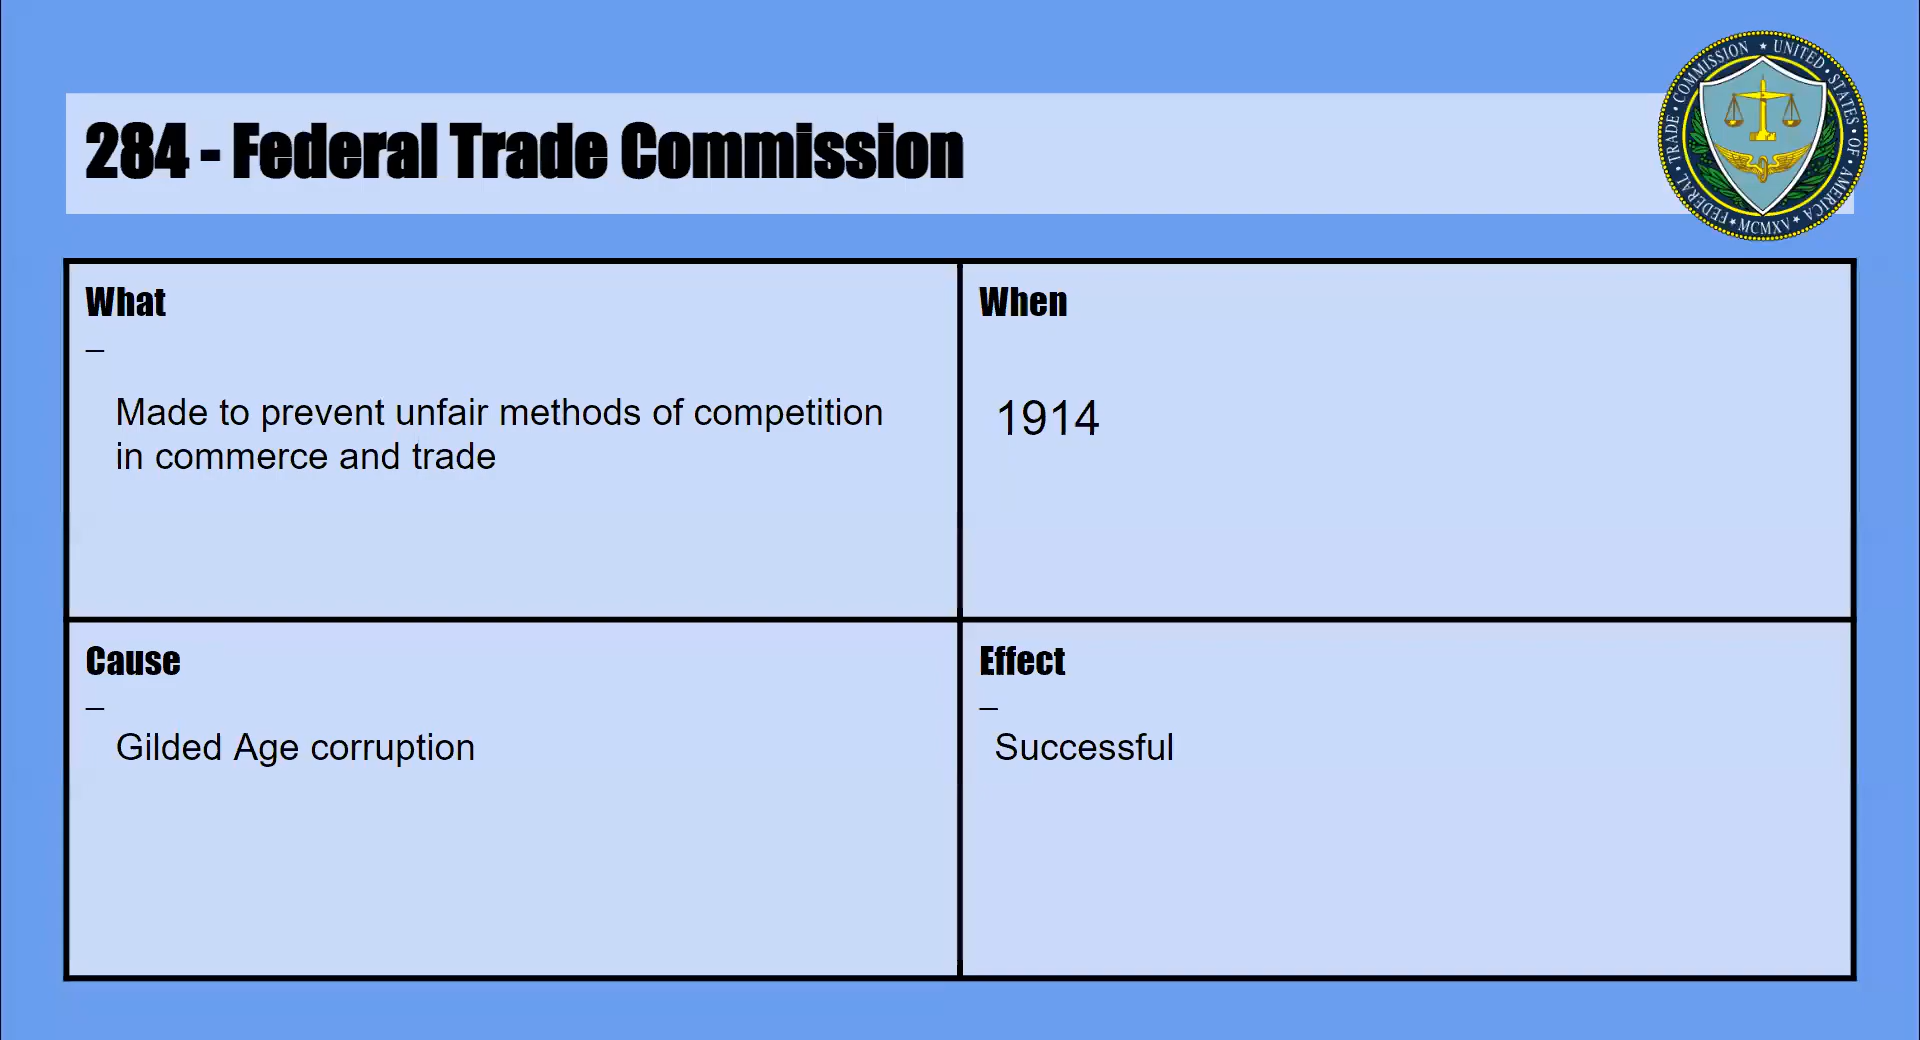 284 - Federal Trade Commission
FEDERAL • TRADE • COMMISSION ★ UNITED • STATES • OF • AMERICA ★ MCMXV ★
What
–
Made to prevent unfair methods of competition
in commerce and trade
When
1914
Cause
–
Gilded Age corruption
Effect
–
Successful